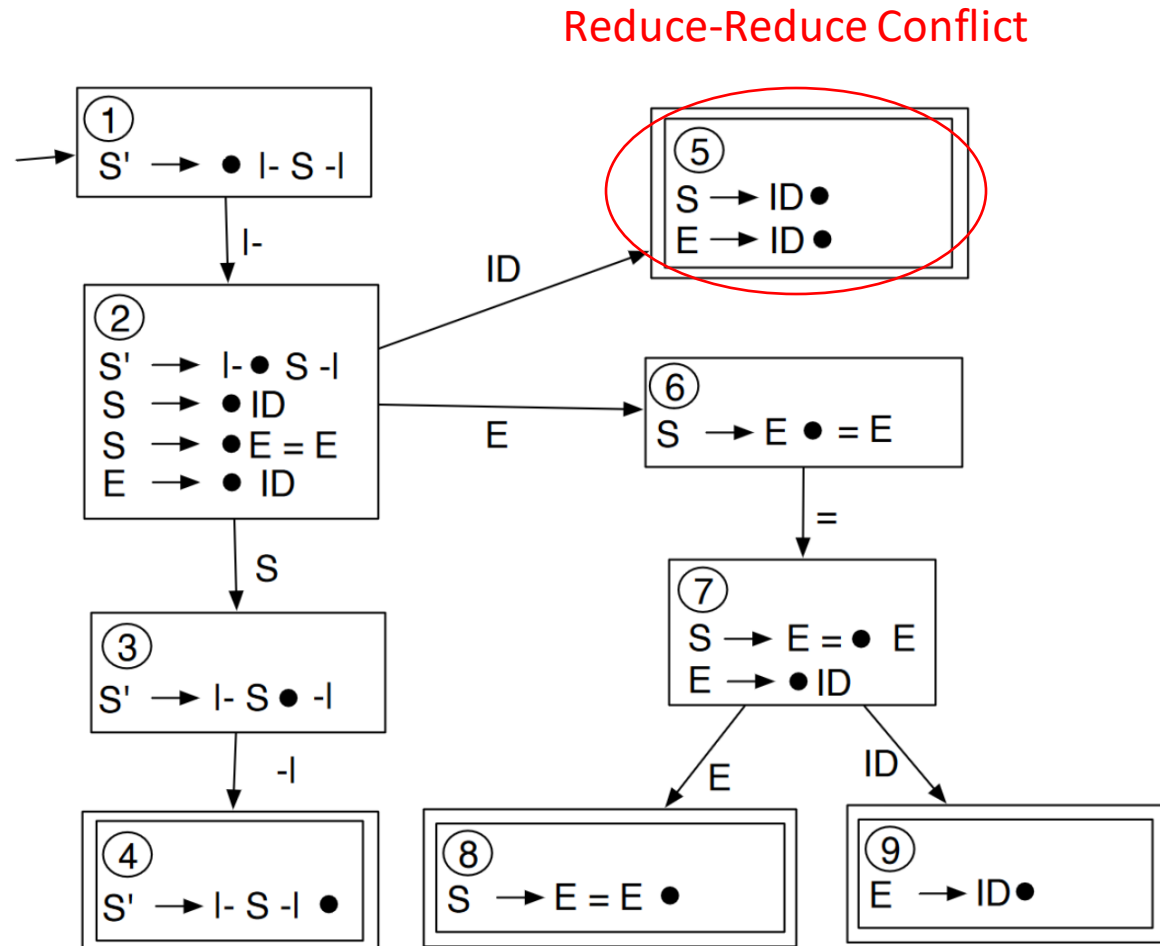 Reduce-Reduce Conflict
1
S' → ● |- S -|
|-
2
S' → |- ● S -|
S → ● ID
S → ● E = E
E → ● ID
ID
5
S → ID ●
E → ID ●
E
6
S → E ● = E
=
7
S → E = ● E
E → ● ID
S
3
S' → |- S ● -|
-|
4
S' → |- S -| ●
E
8
S → E = E ●
ID
9
E → ID ●